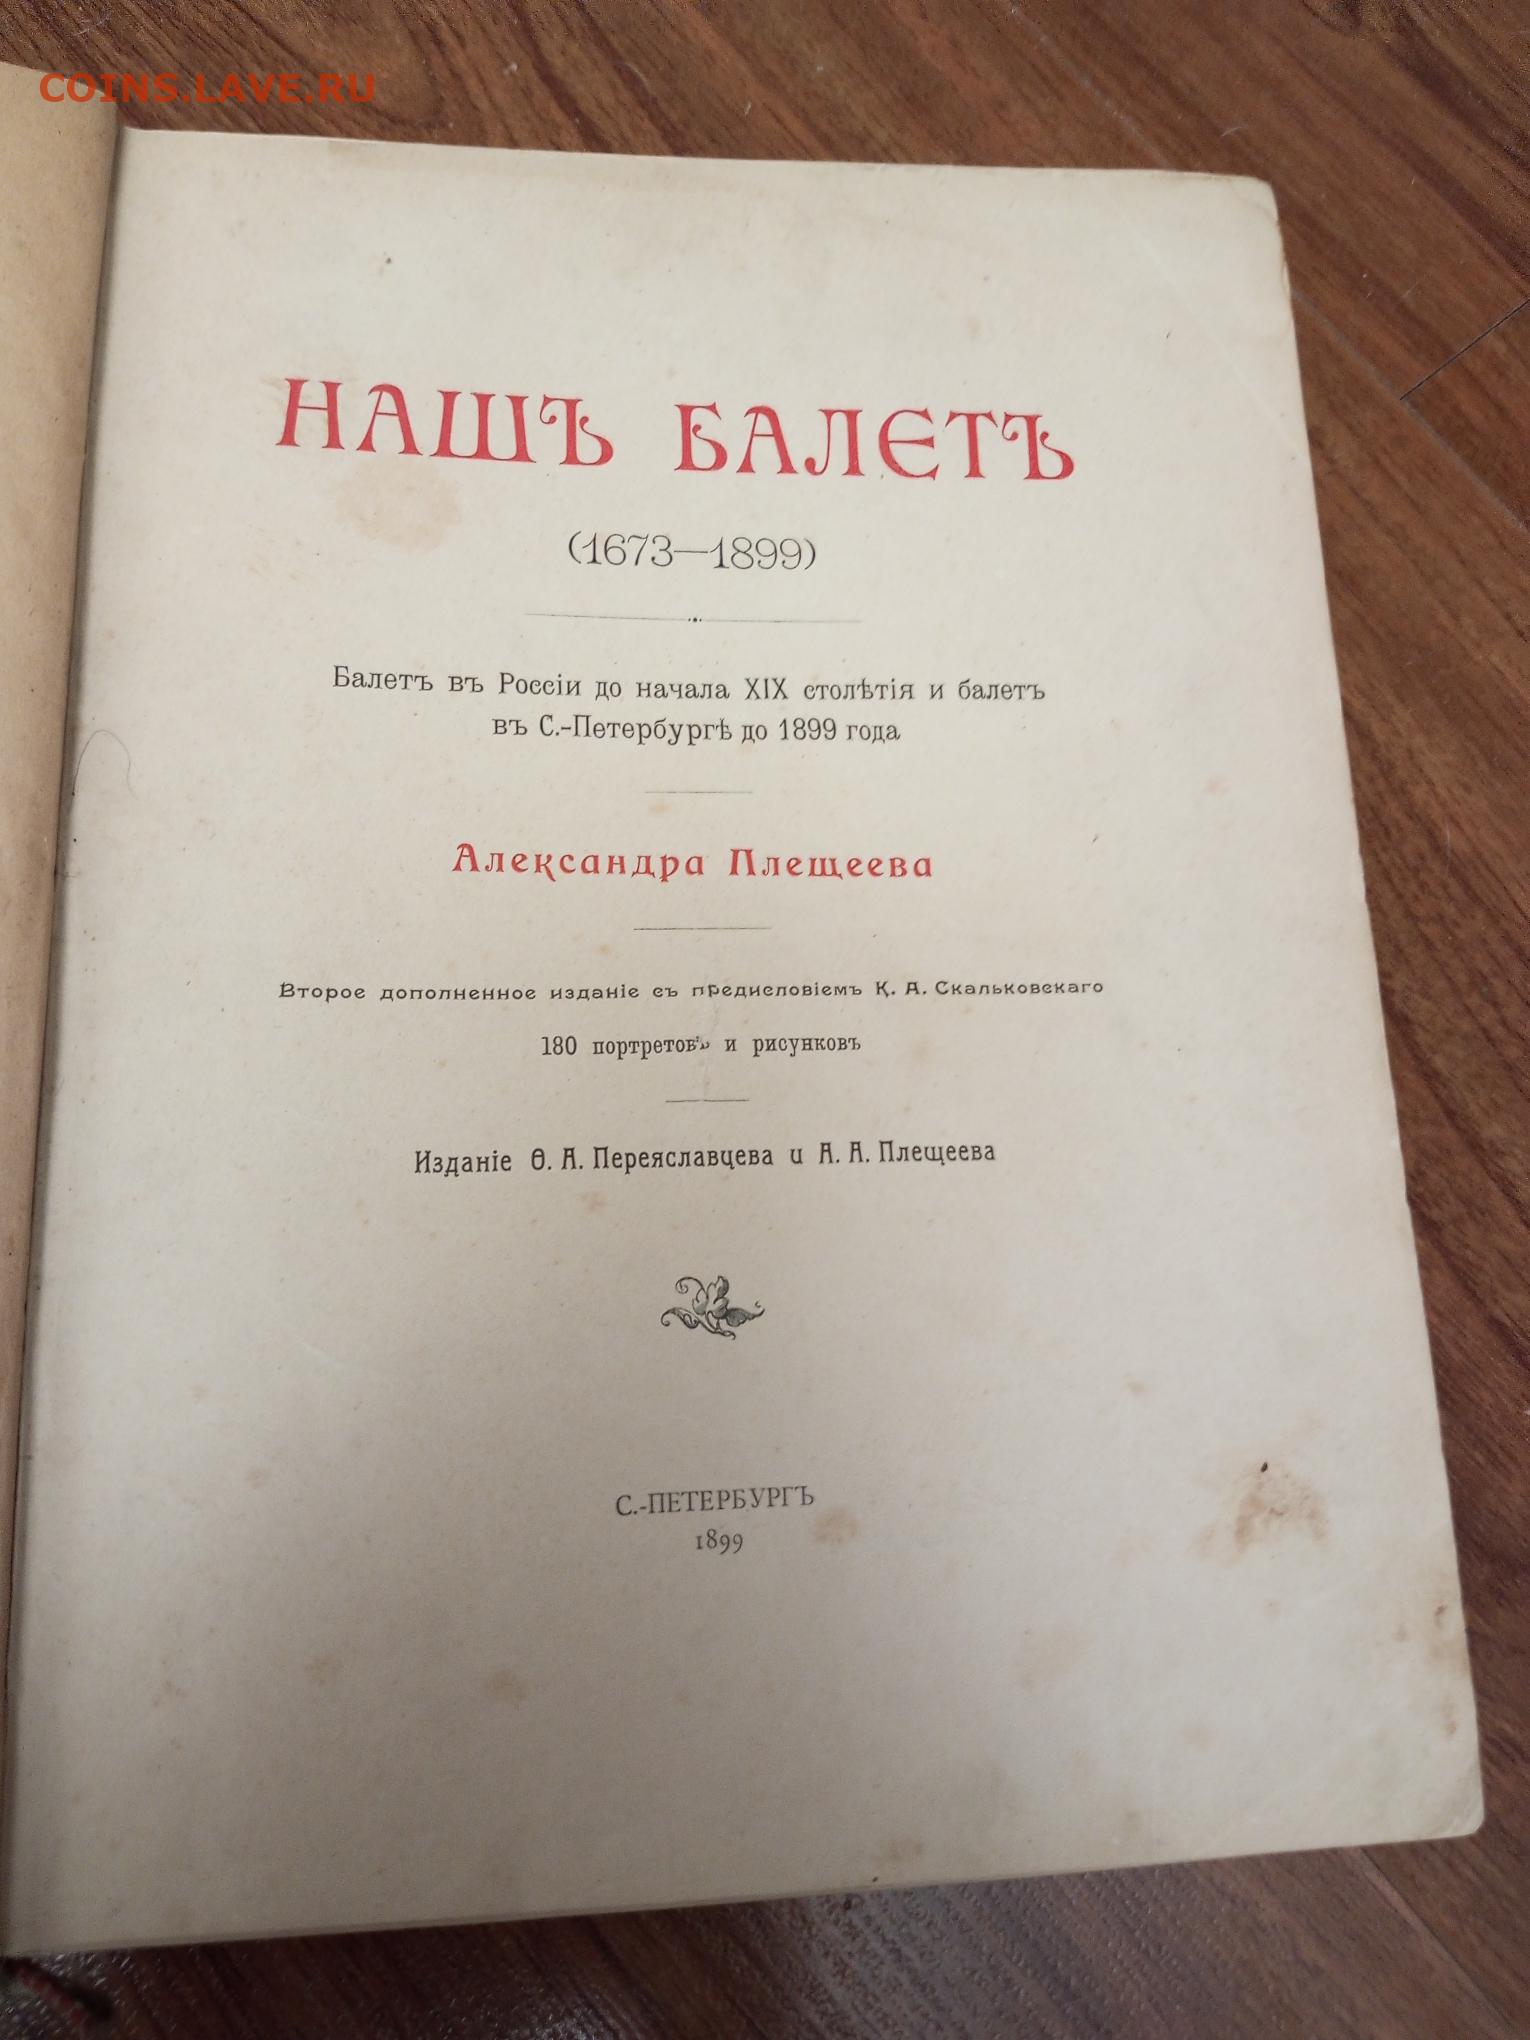 COINS.LAVE.RU
НАШЪ БАЛЕТЪ
(1673—1899)
Балетъ въ Россіи до начала XIX столѣтія и балетъ
въ С.-Петербургѣ до 1899 года
Александра Плещеева
Второе дополненное изданіе съ предисловіемъ К. А. Скальковскаго
180 портретовъ и рисунковъ
Изданіе Ѳ. А. Переяславцева и А. А. Плещеева
С.-ПЕТЕРБУРГЪ
1899